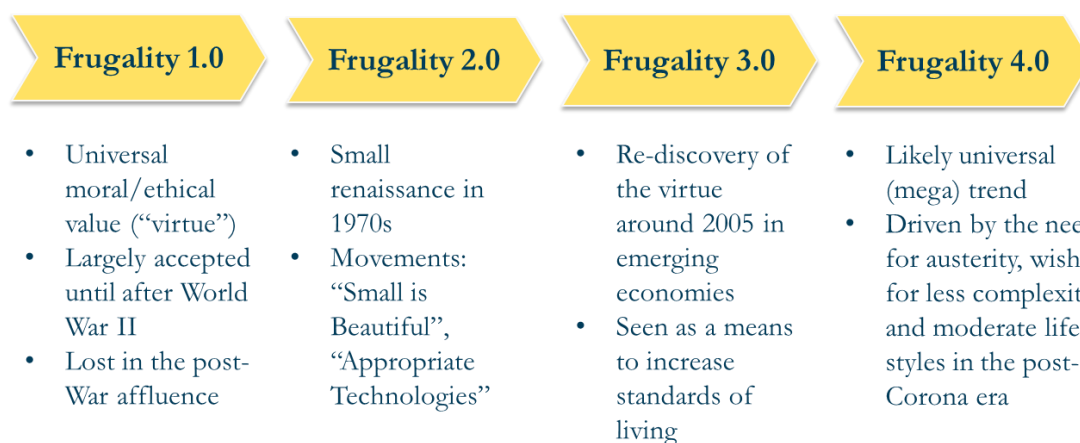 Frugality 1.0
• Universal
moral/ethical
value (“virtue”)
• Largely accepted
until after World
War II
• Lost in the post-
War affluence
Frugality 2.0
• Small
renaissance in
1970s
• Movements:
“Small is
Beautiful”,
“Appropriate
Technologies”
Frugality 3.0
• Re-discovery of
the virtue
around 2005 in
emerging
economies
• Seen as a means
to increase
standards of
living
Frugality 4.0
• Likely universal
(mega) trend
• Driven by the
for austerity, wish
for less
and moderate life
styles in the post-
Corona era